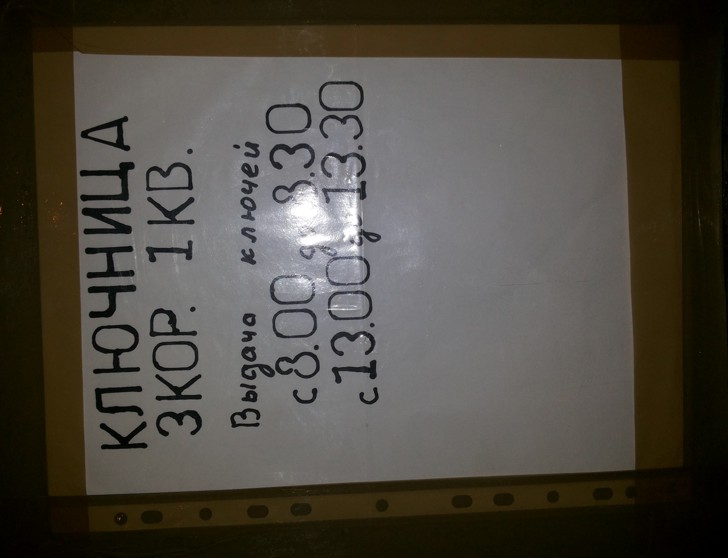 КЛЮЧНИЦА
3КОР. 1КВ.
Выдача ключей
с 8.00 до 8.30
с 13.00 до 13.30